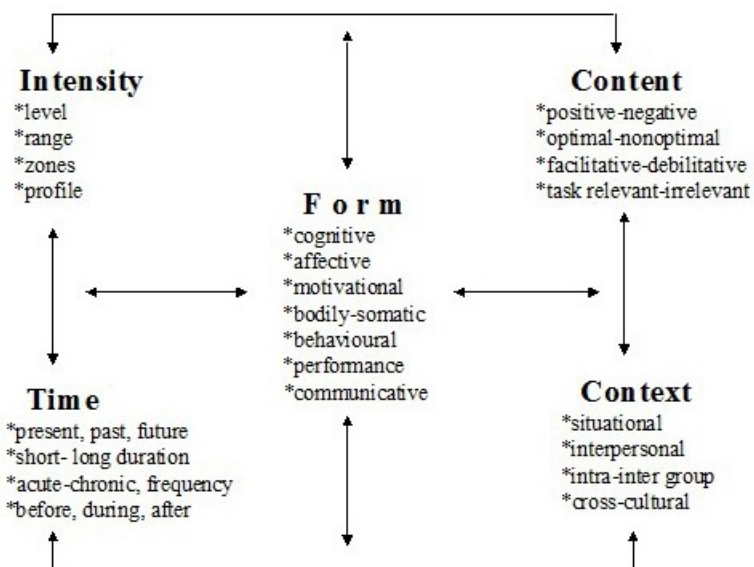 Intensity
*level
*range
*zones
*profile
Content
*positive-negative
*optimal-nonoptimal
*facilitative-debilitative
*task relevant-irrelevant
Form
*cognitive
*affective
*motivational
*bodily-somatic
*behavioural
*performance
*communicative
Time
*present, past, future
*short- long duration
*acute-chronic, frequency
*before, during, after
Context
*situational
*interpersonal
*intra-inter group
*cross-cultural